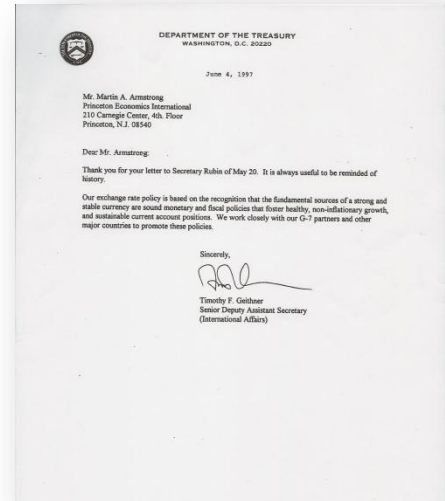 DEPARTMENT OF THE TREASURY
WASHINGTON, D.C. 20220
June 4, 1997
Mr. Martin A. Armstrong
Princeton Economics International
210 Carnegie Center, 4th. Floor
Princeton, N.J. 08540
Dear Mr. Armstrong:
Thank you for your letter to Secretary Rubin of May 20. It is always useful to be reminded of
history.
Our exchange rate policy is based on the recognition that the fundamental sources of a strong and
stable currency are sound monetary and fiscal policies that foster healthy, non-inflationary growth,
and sustainable current account positions. We work closely with our G-7 partners and other
major countries to promote these policies.
Sincerely,
Timothy F. Geithner
Senior Deputy Assistant Secretary
(International Affairs)